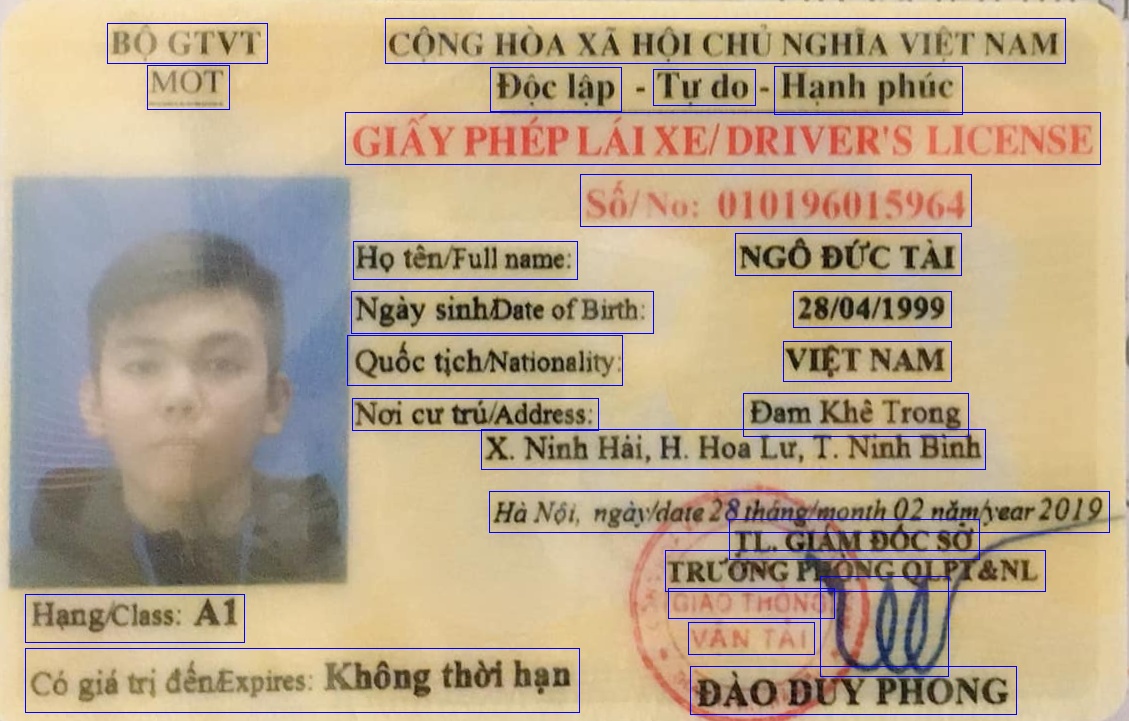 BỘ GTVT
MOT
CỘNG HÒA XÃ HỘI CHỦ NGHĨA VIỆT NAM
Độc lập - Tự do - Hạnh phúc
GIẤY PHÉP LÁI XE/ DRIVER'S LICENSE
Số/ No: 010196015964
Họ tên/Full name: NGÔ ĐỨC TÀI
Ngày sinh/Date of Birth: 28/04/1999
Quốc tịch/Nationality: VIỆT NAM
Nơi cư trú/Address: Đam Khê Trong
X. Ninh Hải, H. Hoa Lư, T. Ninh Bình
Hà Nội, ngày/date 28 tháng/month 02 năm/year 2019
TL. GIÁM ĐỐC SỞ
TRƯỞNG PHÒNG QLPT&NL
GIAO THÔNG
VẬN TẢI
ĐÀO DUY PHONG
Hạng/Class: A1
Có giá trị đến/Expires: Không thời hạn